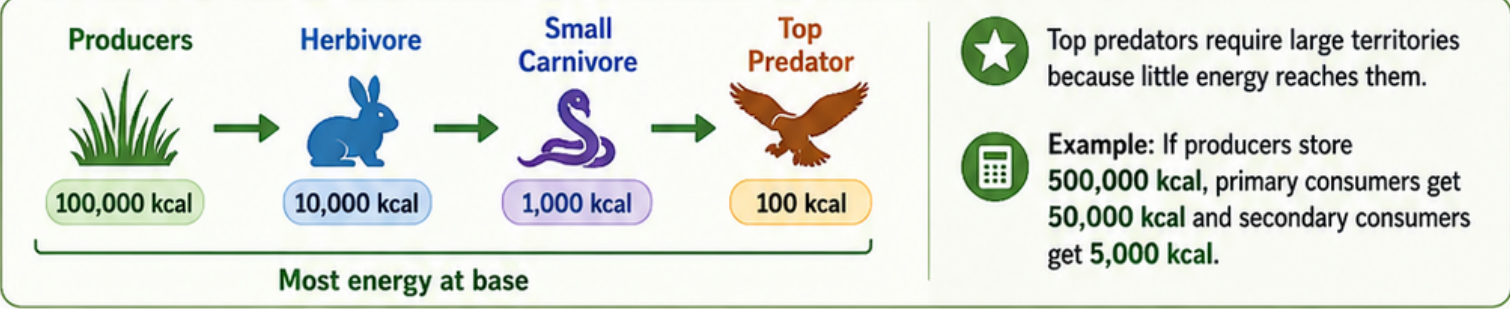 Producers
Herbivore
Small
Carnivore
Top
Predator
100,000 kcal
10,000 kcal
1,000 kcal
100 kcal
Most energy at base
Top predators require large territories
because little energy reaches them.
Example: If producers store
500,000 kcal, primary consumers get
50,000 kcal and secondary consumers
get 5,000 kcal.